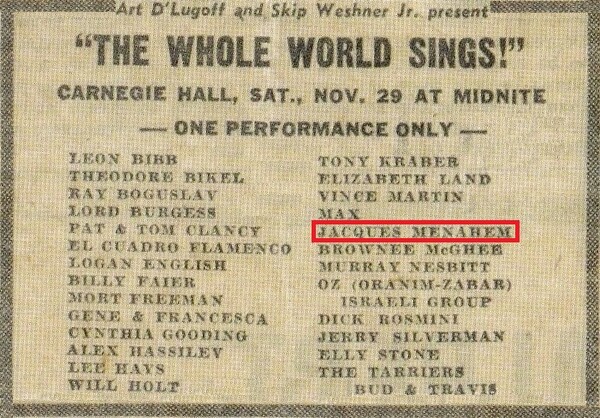 Art D'Lugoff and Skip Weshner Jr. present
"THE WHOLE WORLD SINGS!"
CARNEGIE HALL, SAT., NOV. 29 AT MIDNITE
— ONE PERFORMANCE ONLY —
LEON BIBB
THEODORE BIKEL
RAY BOGUSLAV
LORD BURGESS
PAT & TOM CLANCY
EL CUADRO FLAMENCO
LOGAN ENGLISH
BILLY FAIER
MORT FREEMAN
GENE & FRANCESCA
CYNTHIA GOODING
ALEX HASSILEV
LEE HAYS
WILL HOLT
TONY KRABER
ELIZABETH LAND
VINCE MARTIN
MAX
JACQUES MENAHEM
BROWNEE McGHEE
MURRAY NESBITT
OZ (ORANIM-ZABAR)
ISRAELI GROUP
DICK ROSMINI
JERRY SILVERMAN
ELLY STONE
THE TARRIERS
BUD & TRAVIS